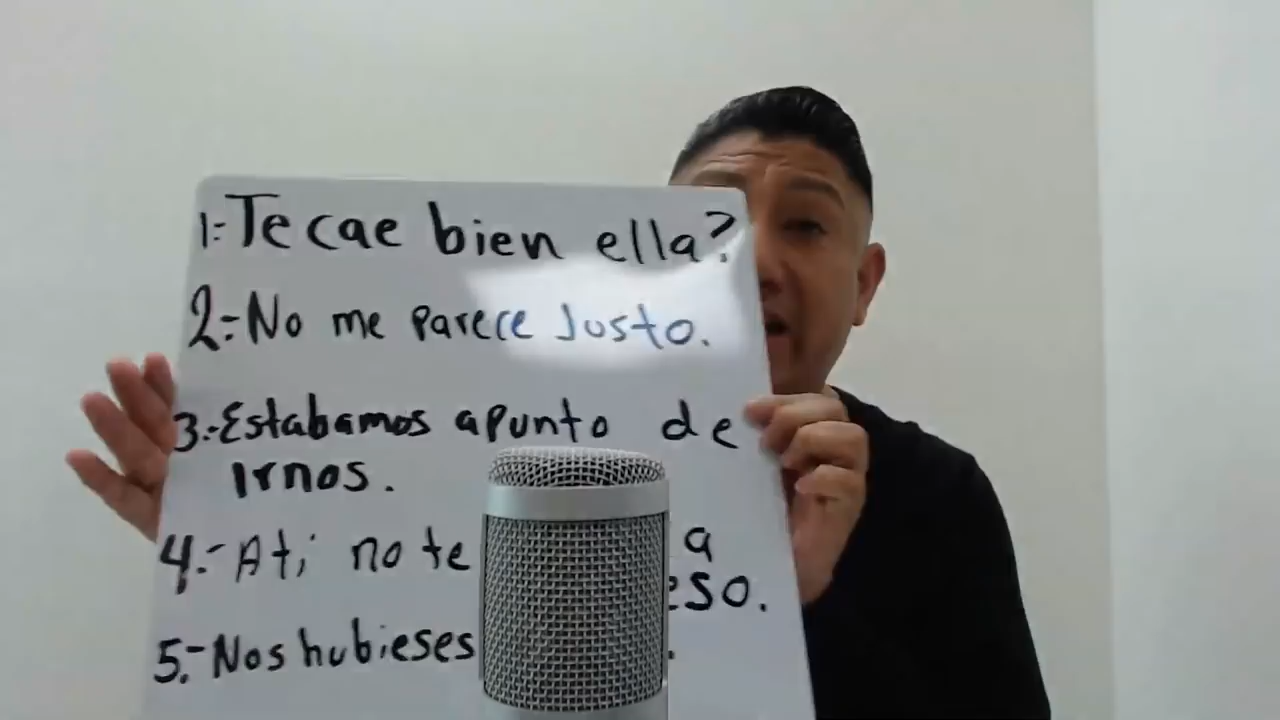 1=Te cae bien ella?
2=No me parece Justo.
3.-Estabamos apunto de
irnos.
4.-Ati no te a
eso.
5.-Nos hubieses